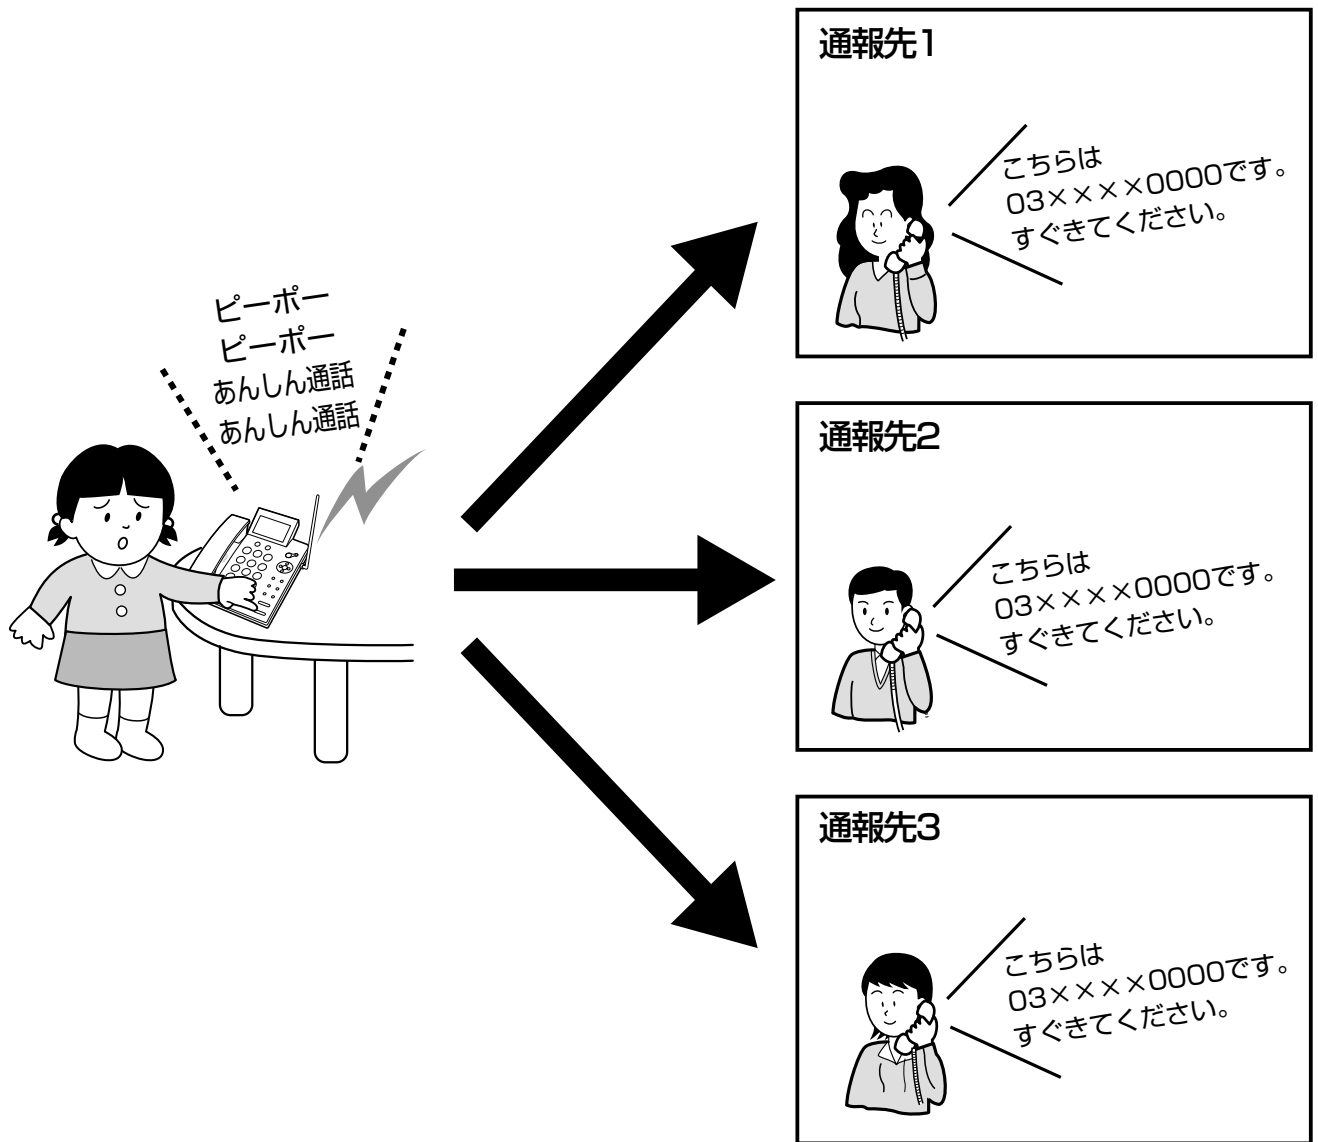 ピーポー
ピーポー
あんしん通話
あんしん通話
通報先1
こちらは
03××××0000です。
すぐきてください。
通報先2
こちらは
03××××0000です。
すぐきてください。
通報先3
こちらは
03××××0000です。
すぐきてください。